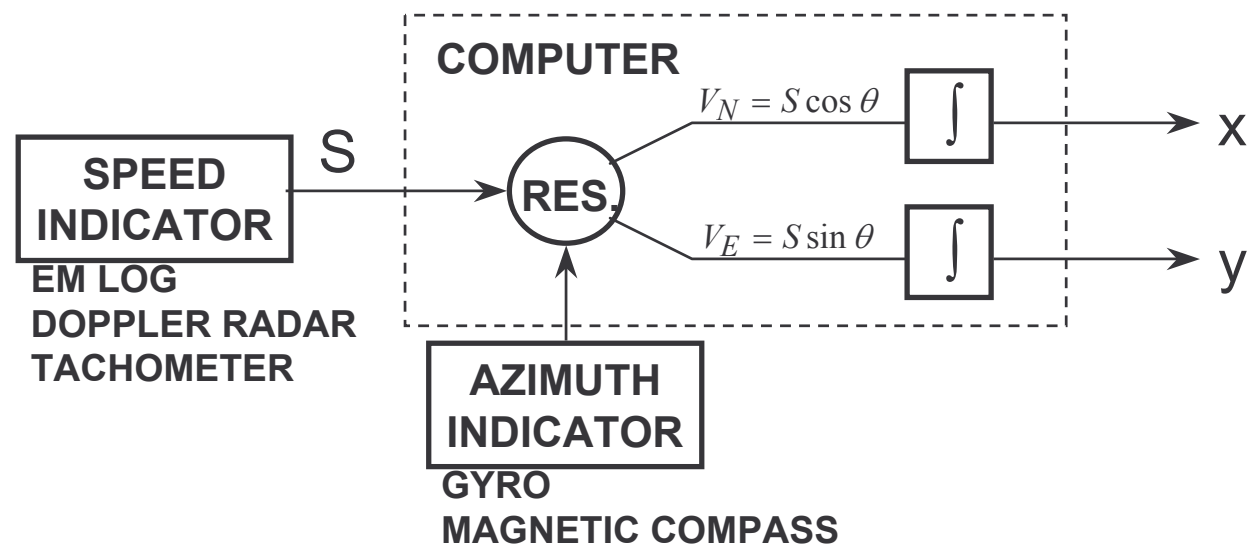 COMPUTER
V_N = S cos θ
∫
x
S
SPEED
INDICATOR
RES.
V_E = S sin θ
∫
y
EM LOG
DOPPLER RADAR
TACHOMETER
AZIMUTH
INDICATOR
GYRO
MAGNETIC COMPASS